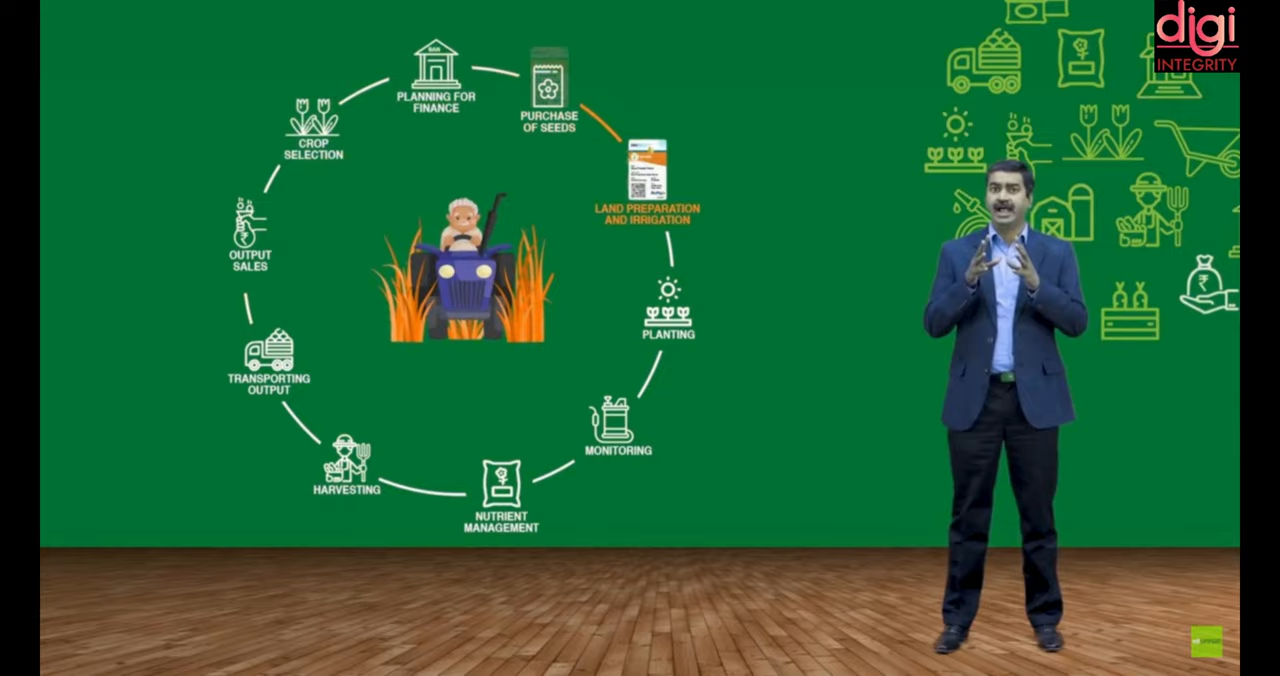 digi
INTEGRITY
PLANNING FOR
FINANCE
PURCHASE
OF SEEDS
LAND PREPARATION
AND IRRIGATION
PLANTING
MONITORING
NUTRIENT
MANAGEMENT
HARVESTING
TRANSPORTING
OUTPUT
OUTPUT
SALES
CROP
SELECTION